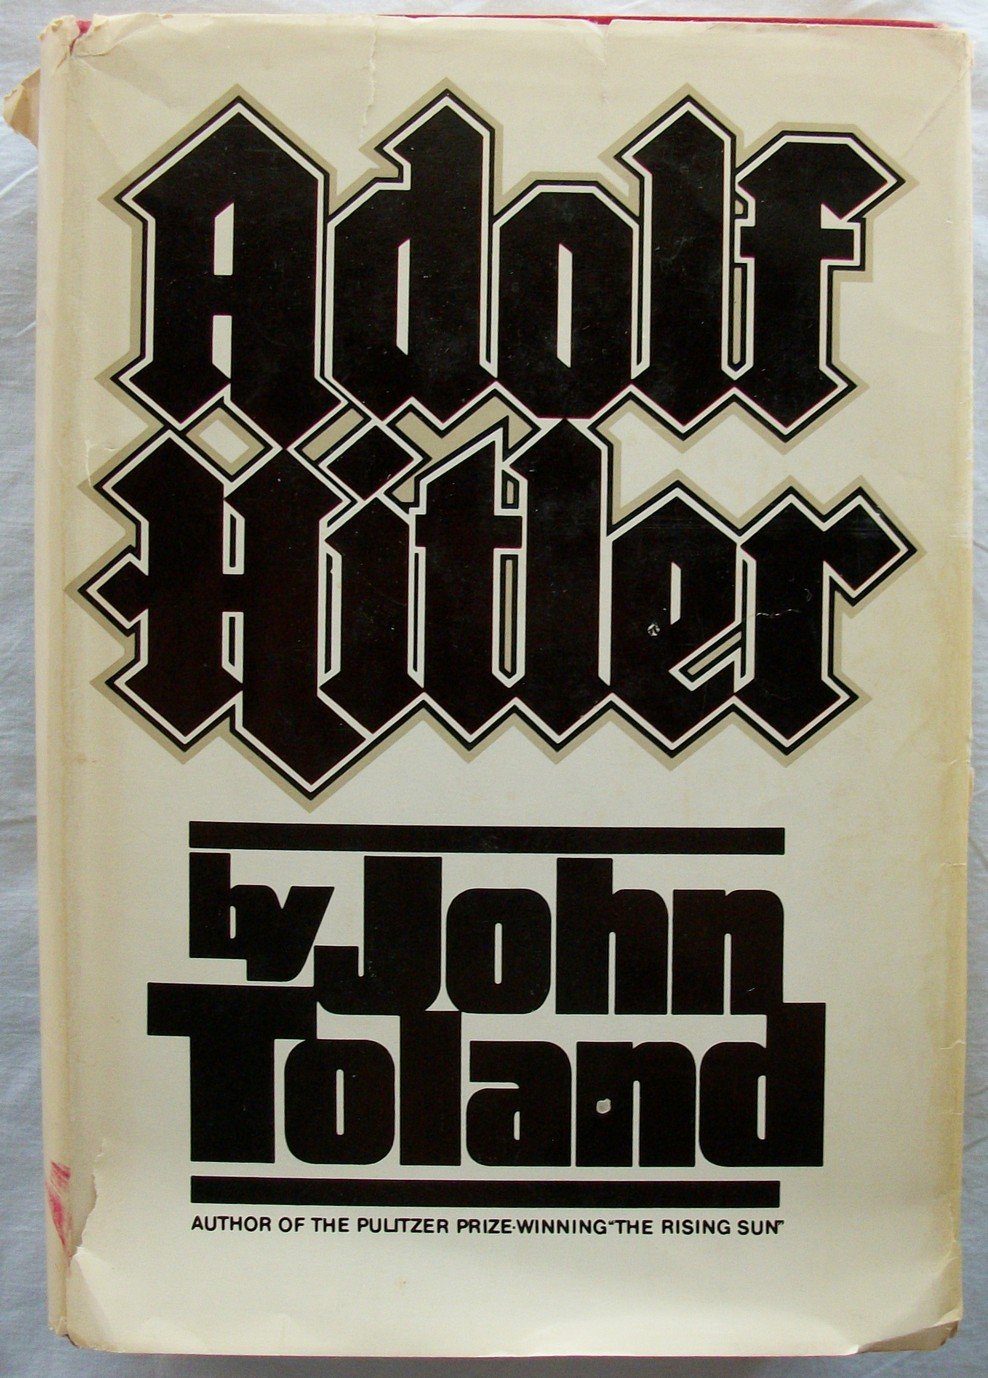 Adolf
Hitler
by John
Toland
AUTHOR OF THE PULITZER PRIZE-WINNING "THE RISING SUN"